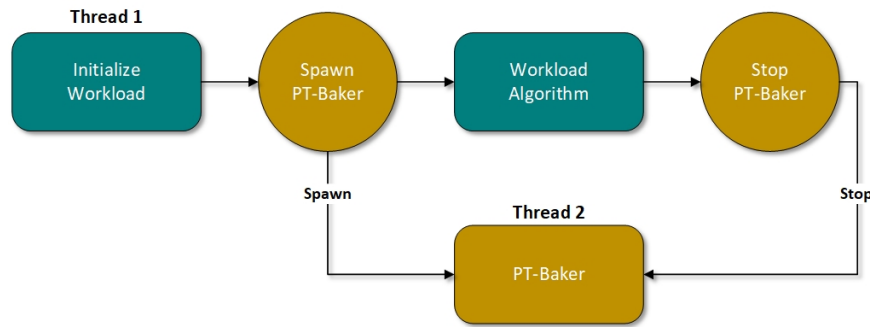 Thread 1
Initialize
Workload
Spawn
PT-Baker
Workload
Algorithm
Stop
PT-Baker
Spawn
Stop
Thread 2
PT-Baker